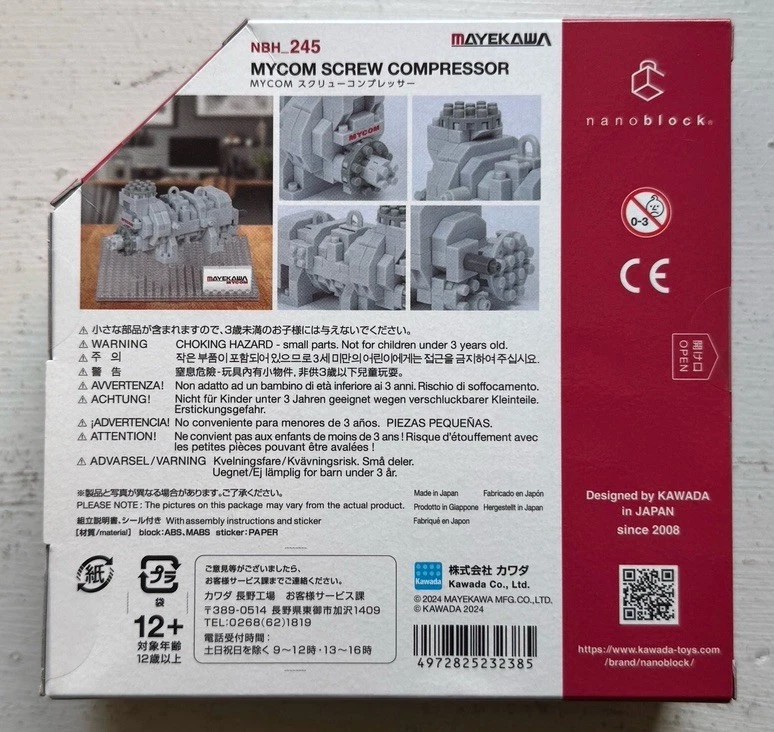 NBH_245
MAYEKAWA
MYCOM SCREW COMPRESSOR
MYCOM スクリューコンプレッサー
MYCOM
MAYEKAWA
MYCOM
⚠ 小さな部品が含まれますので、3歳未満のお子様には与えないでください。
⚠ WARNING CHOKING HAZARD - small parts. Not for children under 3 years old.
⚠ 주 의 작은 부품이 포함되어 있으므로 3세 미만의 어린이에게는 접근을 금지하여 주십시요.
⚠ 警 告 窒息危險 - 玩具內有小物件, 非供3歲以下兒童玩耍。
⚠ AVVERTENZA! Non adatto ad un bambino di età inferiore ai 3 anni. Rischio di soffocamento.
⚠ ACHTUNG! Nicht für Kinder unter 3 Jahren geeignet wegen verschluckbarer Kleinteile.
Erstickungsgefahr.
⚠ ¡ADVERTENCIA! No conveniente para menores de 3 años. PIEZAS PEQUEÑAS.
⚠ ATTENTION! Ne convient pas aux enfants de moins de 3 ans ! Risque d'étouffement avec
les petites pièces pouvant être avalées !
⚠ ADVARSEL/VARNING Kvelningsfare/Kvävningsrisk. Små deler.
Uegnet/Ej lämplig for barn under 3 år.
※製品と写真が異なる場合があります。ご了承ください。
PLEASE NOTE : The pictures on this package may vary from the actual product.
組立説明書、シール付き With assembly instructions and sticker
[材質/material] block:ABS, MABS sticker:PAPER
Made in Japan Fabricado en Japón
Prodotto in Giappone Hergestellt in Japan
Fabriqué en Japon
紙
プラ
袋
12+
対象年齢
12歳以上
ご意見等がございましたら、
お客様サービス課までご連絡ください。
カワダ 長野工場 お客様サービス課
〒389-0514 長野県東御市加沢1409
TEL:0268(62)1819
電話受付時間：
土日祝日を除く 9～12時・13～16時
Kawada
株式会社 カワダ
Kawada Co., Ltd.
© 2024 MAYEKAWA MFG.CO.,LTD.
© KAWADA 2024
4972825232385
nanoblock®
0-3
CE
開け口
OPEN
Designed by KAWADA
in JAPAN
since 2008
https://www.kawada-toys.com
/brand/nanoblock/